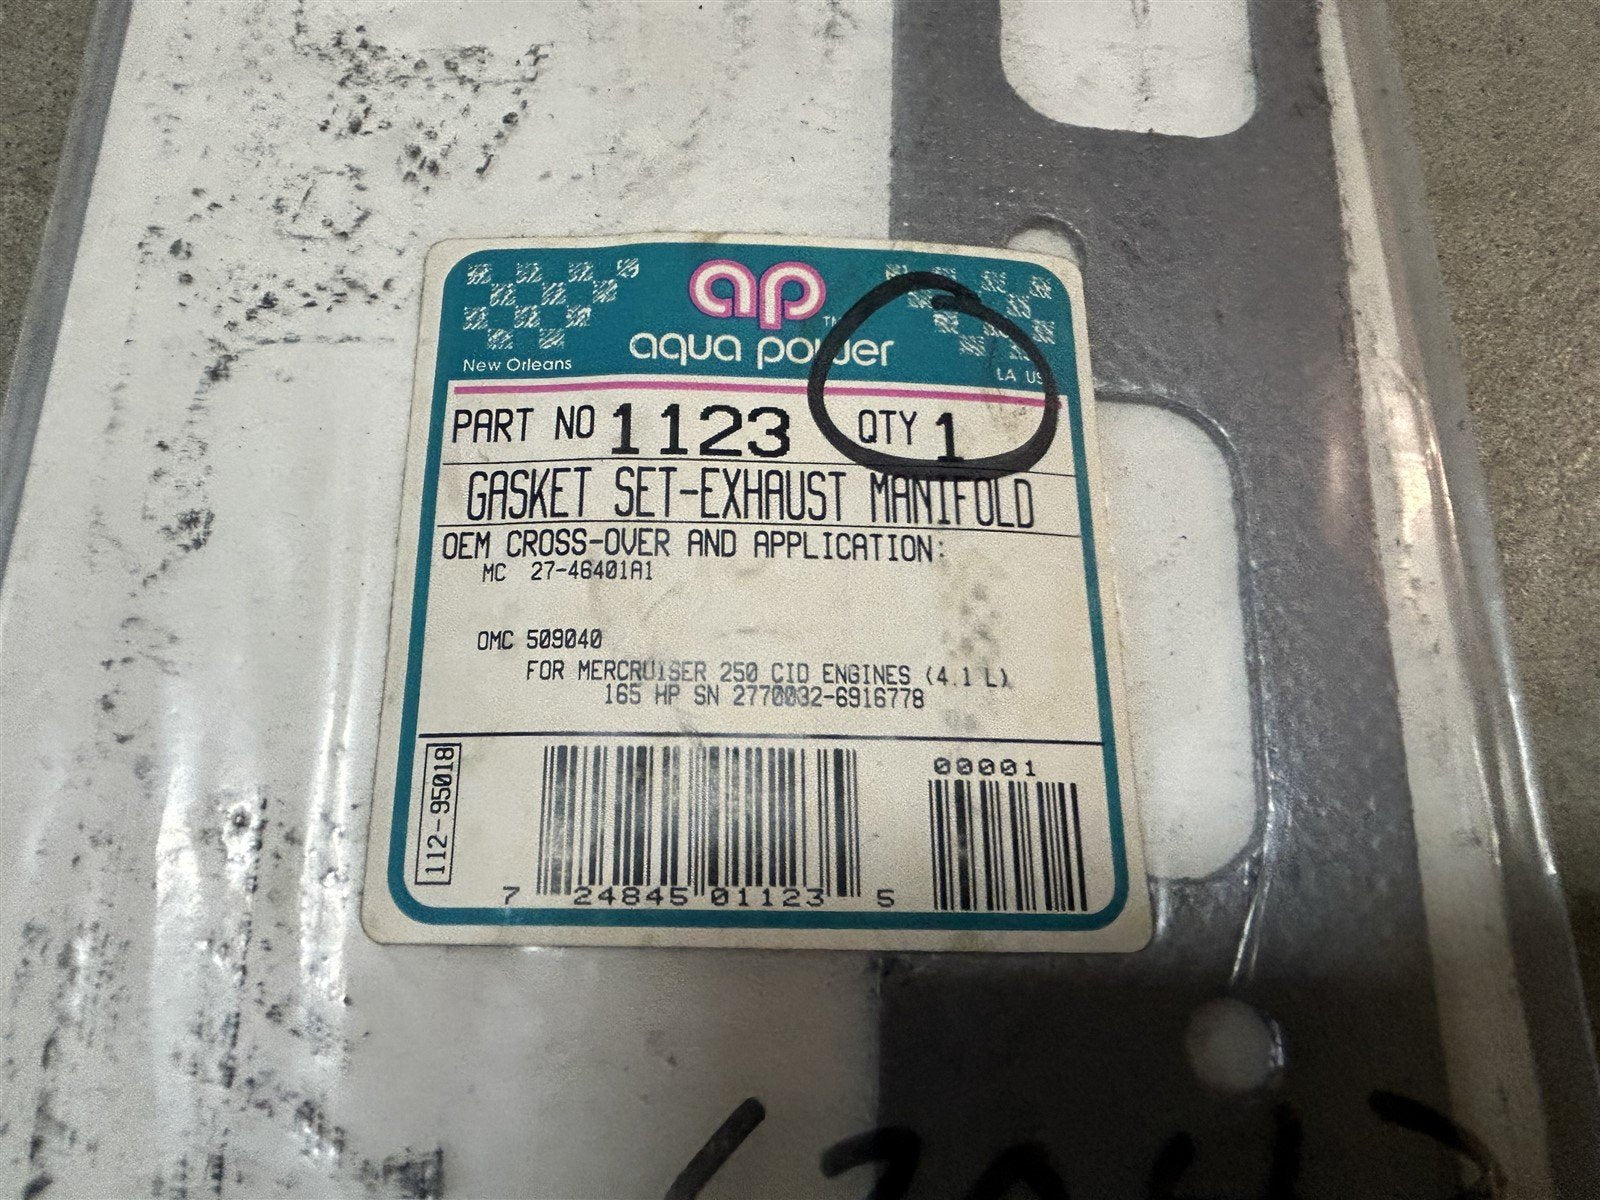 ap
TM
aqua power
New Orleans
LA US
PART NO 1123 QTY 1
GASKET SET-EXHAUST MANIFOLD
OEM CROSS-OVER AND APPLICATION:
MC 27-46401A1
OMC 509040
FOR MERCRUISER 250 CID ENGINES (4.1 L)
165 HP SN 2770032-6916778
112-95018
00001
7 24845 01123 5